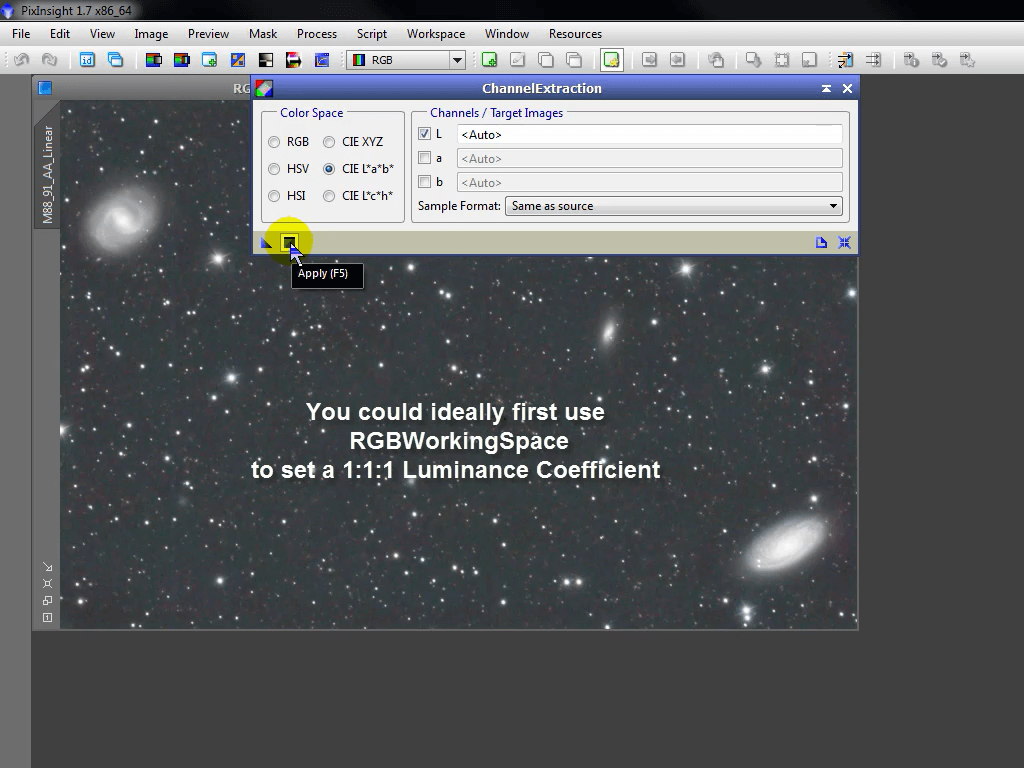 PixInsight 1.7 x86_64
File Edit View Image Preview Mask Process Script Workspace Window Resources
id RGB
RG
ChannelExtraction
M88_91_AA_Linear
Color Space
RGB CIE XYZ
HSV CIE L*a*b*
HSI CIE L*c*h*
Channels / Target Images
L <Auto>
a <Auto>
b <Auto>
Sample Format: Same as source
Apply (F5)
You could ideally first use
RGBWorkingSpace
to set a 1:1:1 Luminance Coefficient